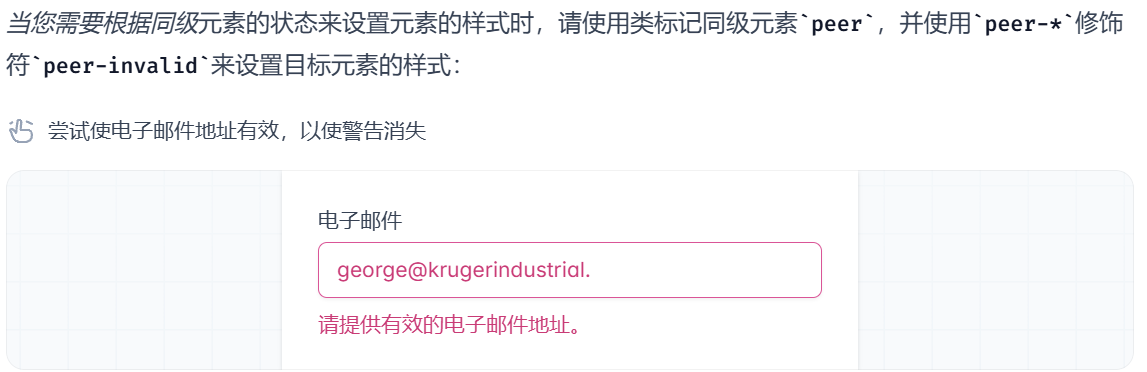 当您需要根据同级元素的状态来设置元素的样式时，请使用类标记同级元素`peer`，并使用`peer-*`修饰
符`peer-invalid`来设置目标元素的样式：
尝试使电子邮件地址有效，以使警告消失
电子邮件
george@krugerindustrial.
请提供有效的电子邮件地址。